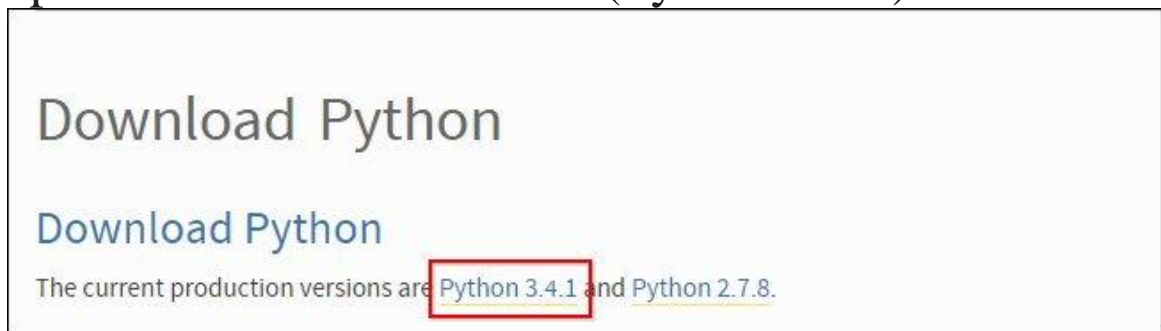 Download Python
Download Python
The current production versions are Python 3.4.1 and Python 2.7.8.